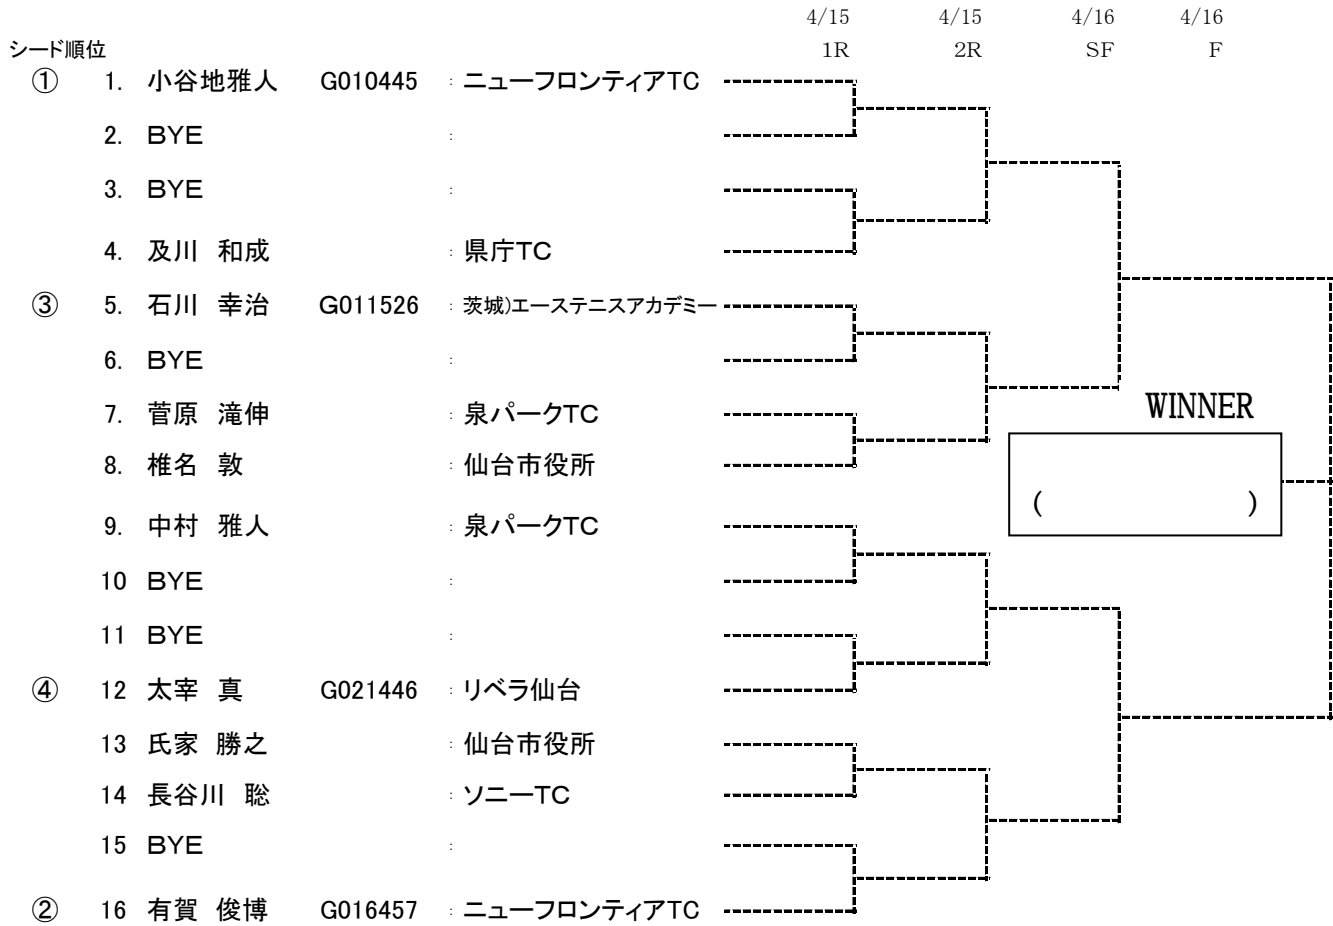 4/15 4/15 4/16 4/16
シード順位 1R 2R SF F
① 1. 小谷地雅人 G010445 : ニューフロンティアTC
2. BYE :
3. BYE :
4. 及川 和成 : 県庁TC
③ 5. 石川 幸治 G011526 : 茨城)エーステニスアカデミー
6. BYE :
7. 菅原 滝伸 : 泉パークTC
WINNER
8. 椎名 敦 : 仙台市役所
( )
9. 中村 雅人 : 泉パークTC
10 BYE :
11 BYE :
④ 12 太宰 真 G021446 : リベラ仙台
13 氏家 勝之 : 仙台市役所
14 長谷川 聡 : ソニーTC
15 BYE :
② 16 有賀 俊博 G016457 : ニューフロンティアTC